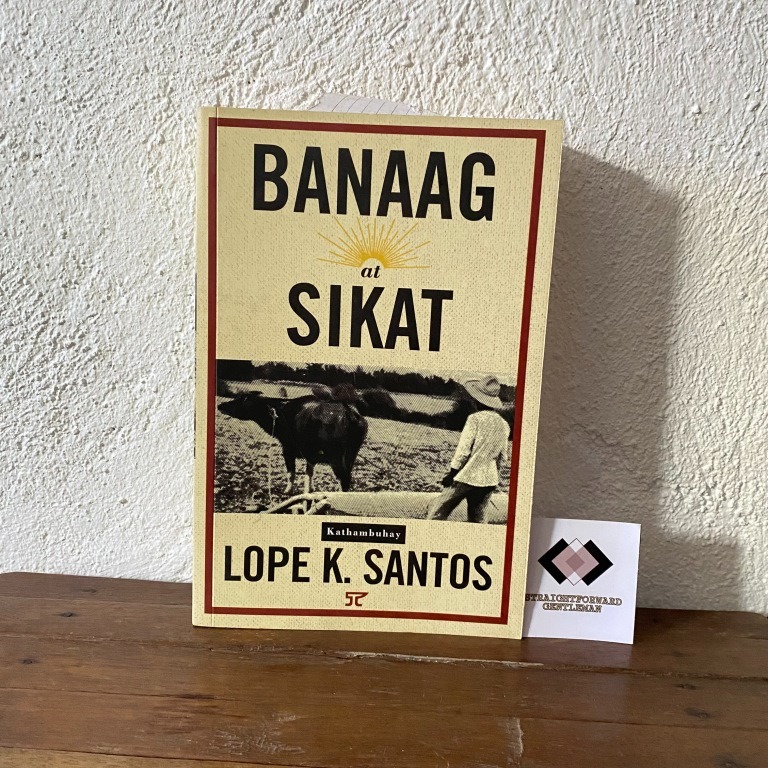 BANAAG
at
SIKAT
Kathambuhay
LOPE K. SANTOS
STRAIGHTFORWARD
GENTLEMAN